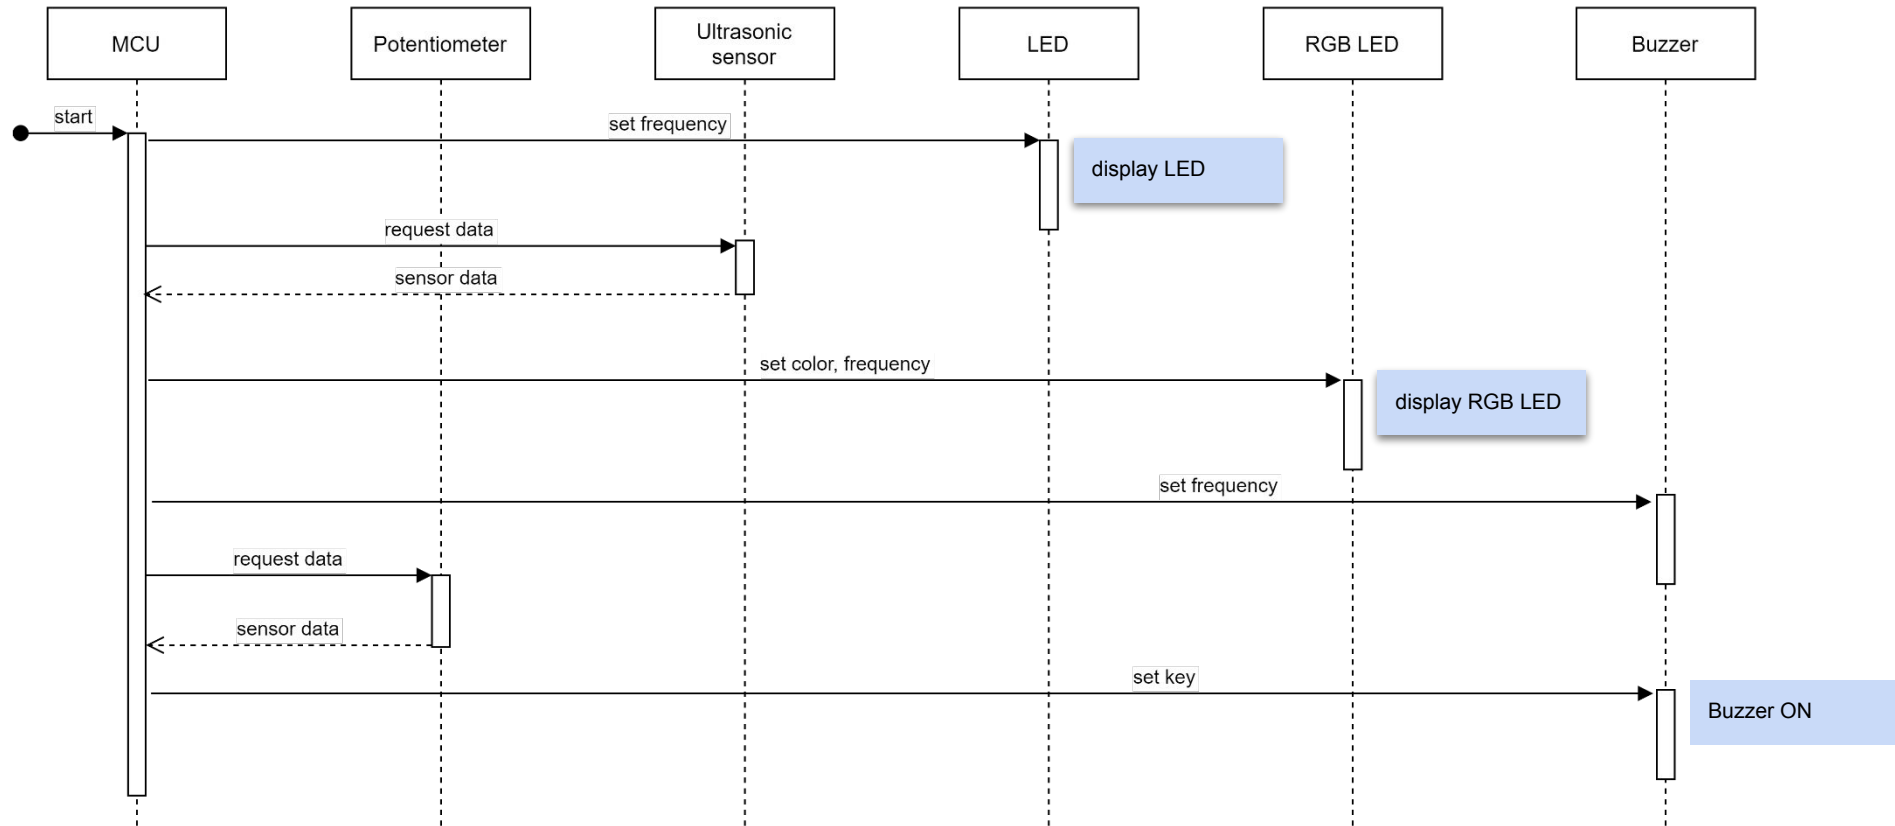 MCU
Potentiometer
Ultrasonic
sensor
LED
RGB LED
Buzzer
start
set frequency
display LED
request data
sensor data
set color, frequency
display RGB LED
set frequency
request data
sensor data
set key
Buzzer ON